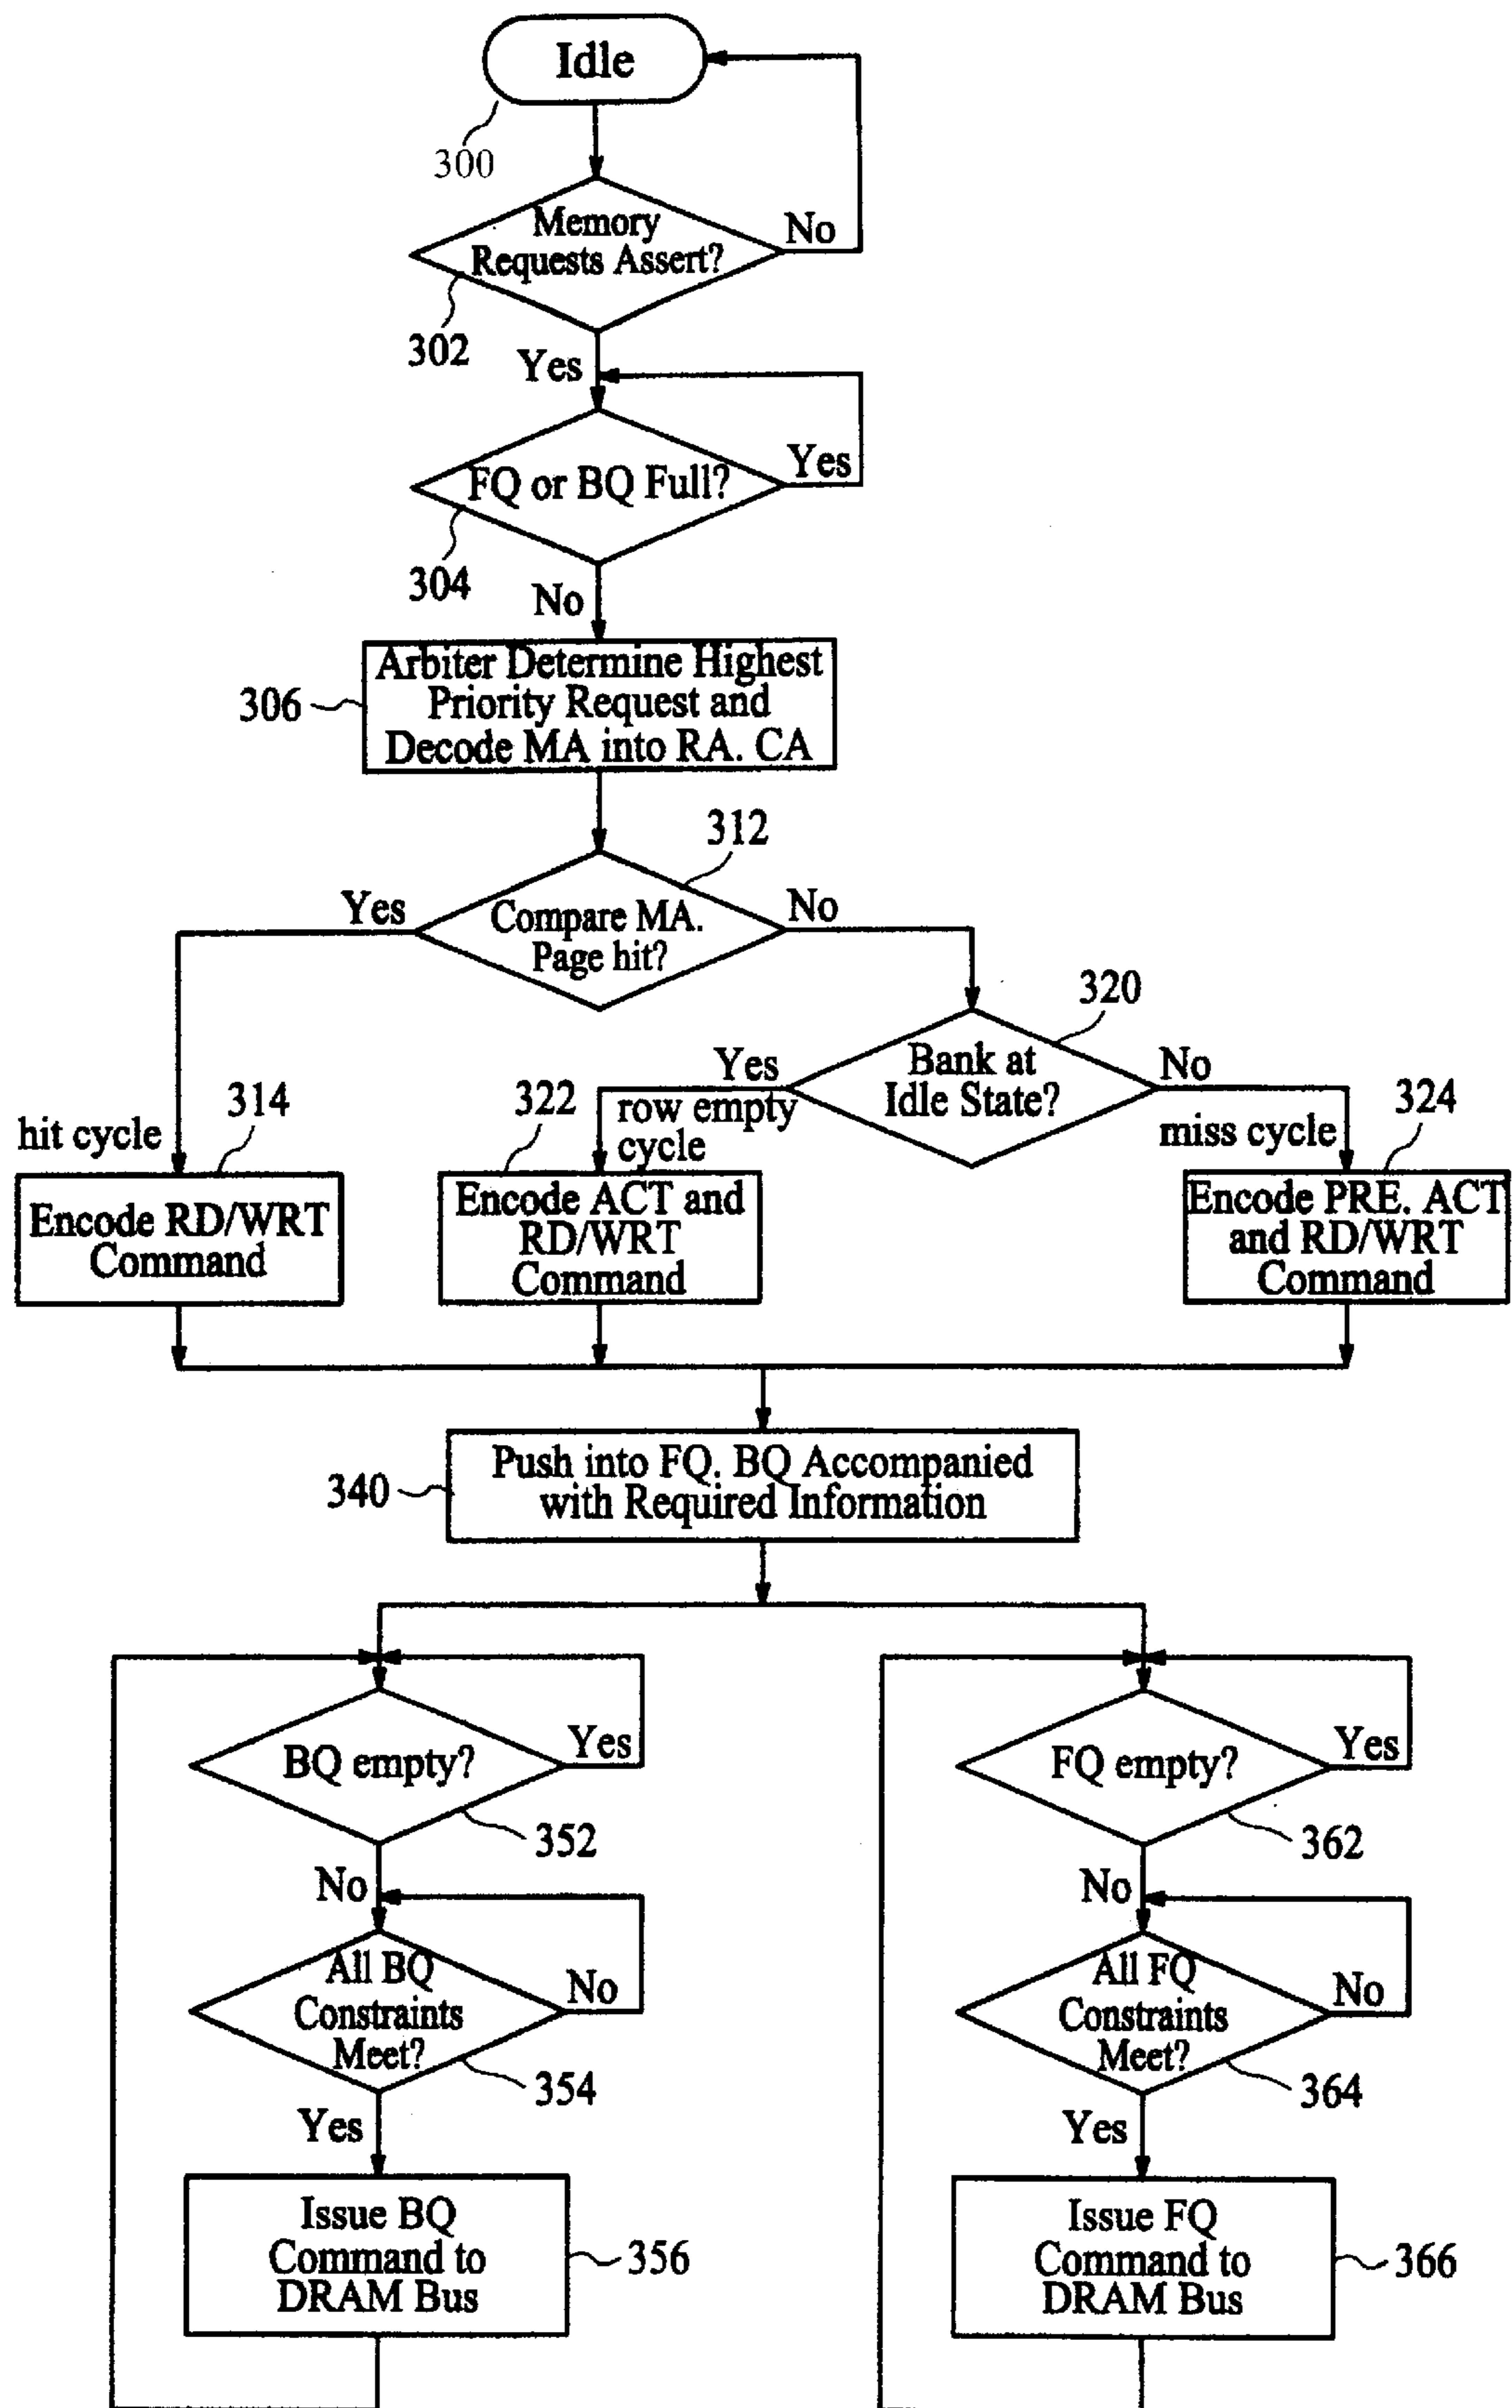 Idle
300
Memory
Requests Assert?
No
302
Yes
FQ or BQ Full?
Yes
304
No
Arbiter Determine Highest
Priority Request and
Decode MA into RA. CA
306
312
Yes
Compare MA.
Page hit?
No
320
Yes
Bank at
Idle State?
No
hit cycle
314
322
row empty
cycle
miss cycle
324
Encode RD/WRT
Command
Encode ACT and
RD/WRT
Command
Encode PRE. ACT
and RD/WRT
Command
340
Push into FQ. BQ Accompanied
with Required Information
BQ empty?
Yes
352
No
All BQ
Constraints
Meet?
No
354
Yes
Issue BQ
Command to
DRAM Bus
356
FQ empty?
Yes
362
No
All FQ
Constraints
Meet?
No
364
Yes
Issue FQ
Command to
DRAM Bus
366